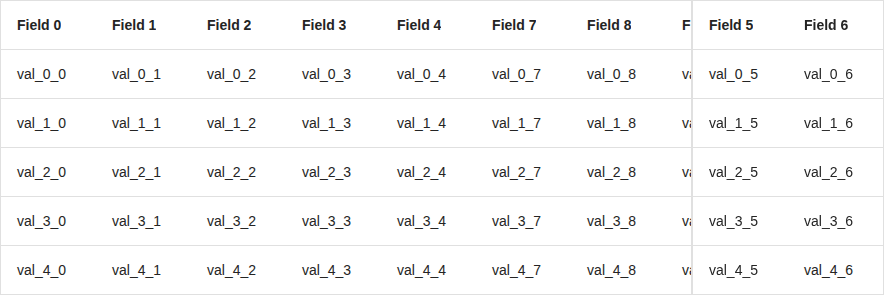 Field 0 Field 1 Field 2 Field 3 Field 4 Field 7 Field 8 Field 5 Field 6
val_0_0 val_0_1 val_0_2 val_0_3 val_0_4 val_0_7 val_0_8 val_0_5 val_0_6
val_1_0 val_1_1 val_1_2 val_1_3 val_1_4 val_1_7 val_1_8 val_1_5 val_1_6
val_2_0 val_2_1 val_2_2 val_2_3 val_2_4 val_2_7 val_2_8 val_2_5 val_2_6
val_3_0 val_3_1 val_3_2 val_3_3 val_3_4 val_3_7 val_3_8 val_3_5 val_3_6
val_4_0 val_4_1 val_4_2 val_4_3 val_4_4 val_4_7 val_4_8 val_4_5 val_4_6